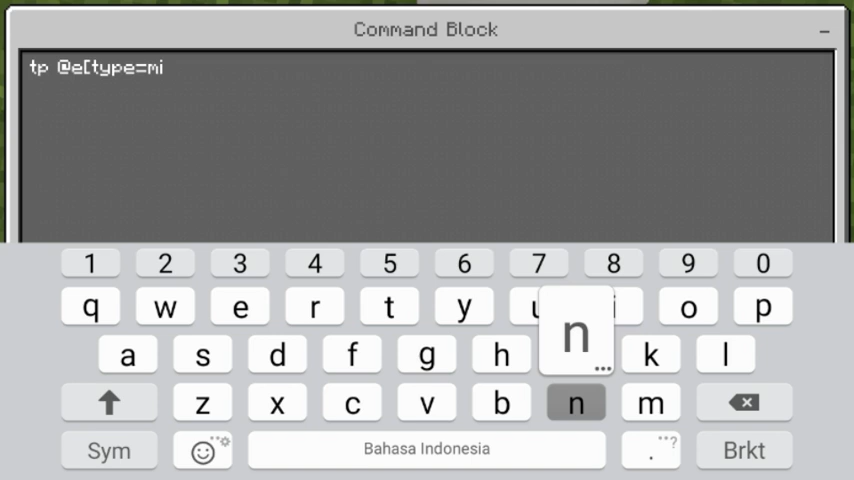 Command Block
tp @e[type=mi
1 2 3 4 5 6 7 8 9 0
q w e r t y u i o p
n
a s d f g h k l
z x c v b n m
Sym Bahasa Indonesia . ? Brkt